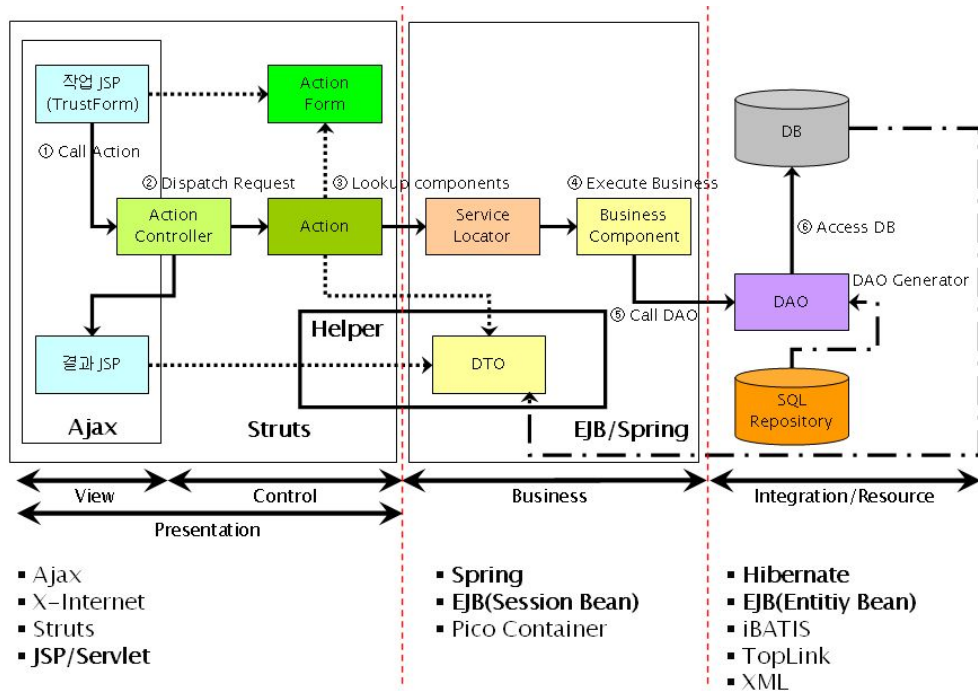 작업 JSP
(TrustForm)
Action
Form
DB
① Call Action
② Dispatch Request
③ Lookup components
④ Execute Business
Action
Controller
Action
Service
Locator
Business
Component
⑥ Access DB
DAO Generator
DAO
⑤ Call DAO
Helper
결과 JSP
DTO
SQL
Repository
Ajax
Struts
EJB/Spring
View
Control
Business
Integration/Resource
Presentation
▪ Ajax
▪ X-Internet
▪ Struts
▪ JSP/Servlet
▪ Spring
▪ EJB(Session Bean)
▪ Pico Container
▪ Hibernate
▪ EJB(Entitiy Bean)
▪ iBATIS
▪ TopLink
▪ XML